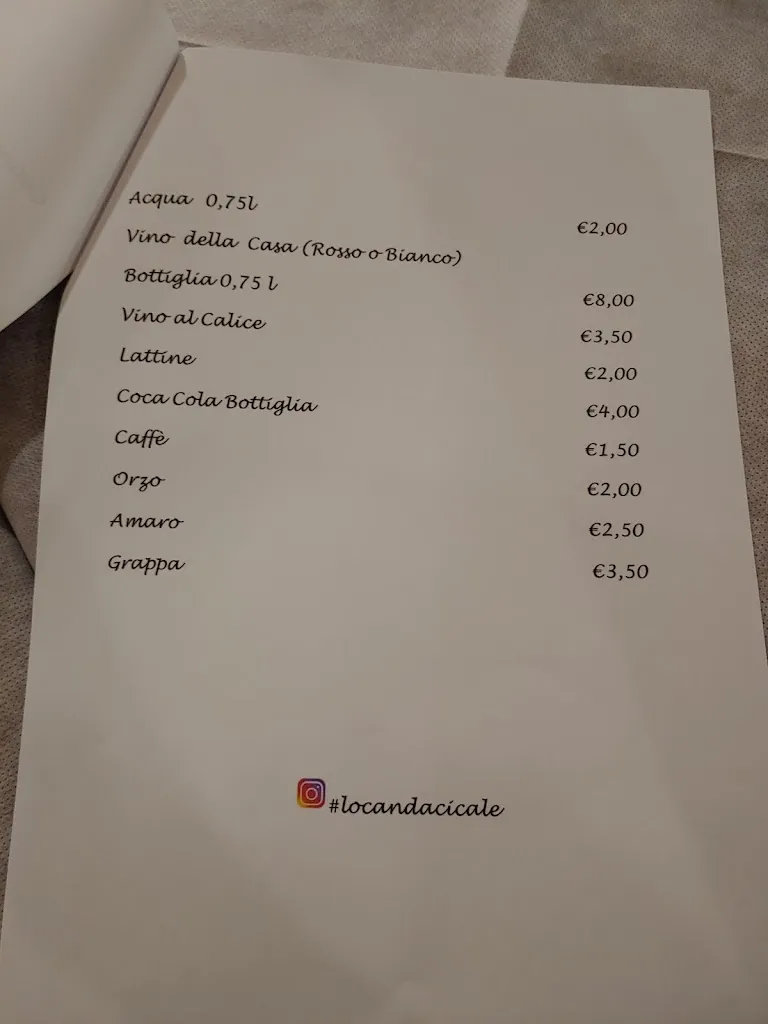 Acqua 0,75l €2,00
Vino della Casa (Rosso o Bianco)
Bottiglia 0,75 l €8,00
Vino al Calice €3,50
Lattine €2,00
Coca Cola Bottiglia €4,00
Caffè €1,50
Orzo €2,00
Amaro €2,50
Grappa €3,50
#locandacicale